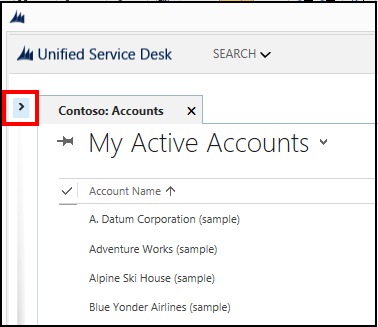 Unified Service Desk SEARCH
Contoso: Accounts
My Active Accounts
Account Name
A. Datum Corporation (sample)
Adventure Works (sample)
Alpine Ski House (sample)
Blue Yonder Airlines (sample)